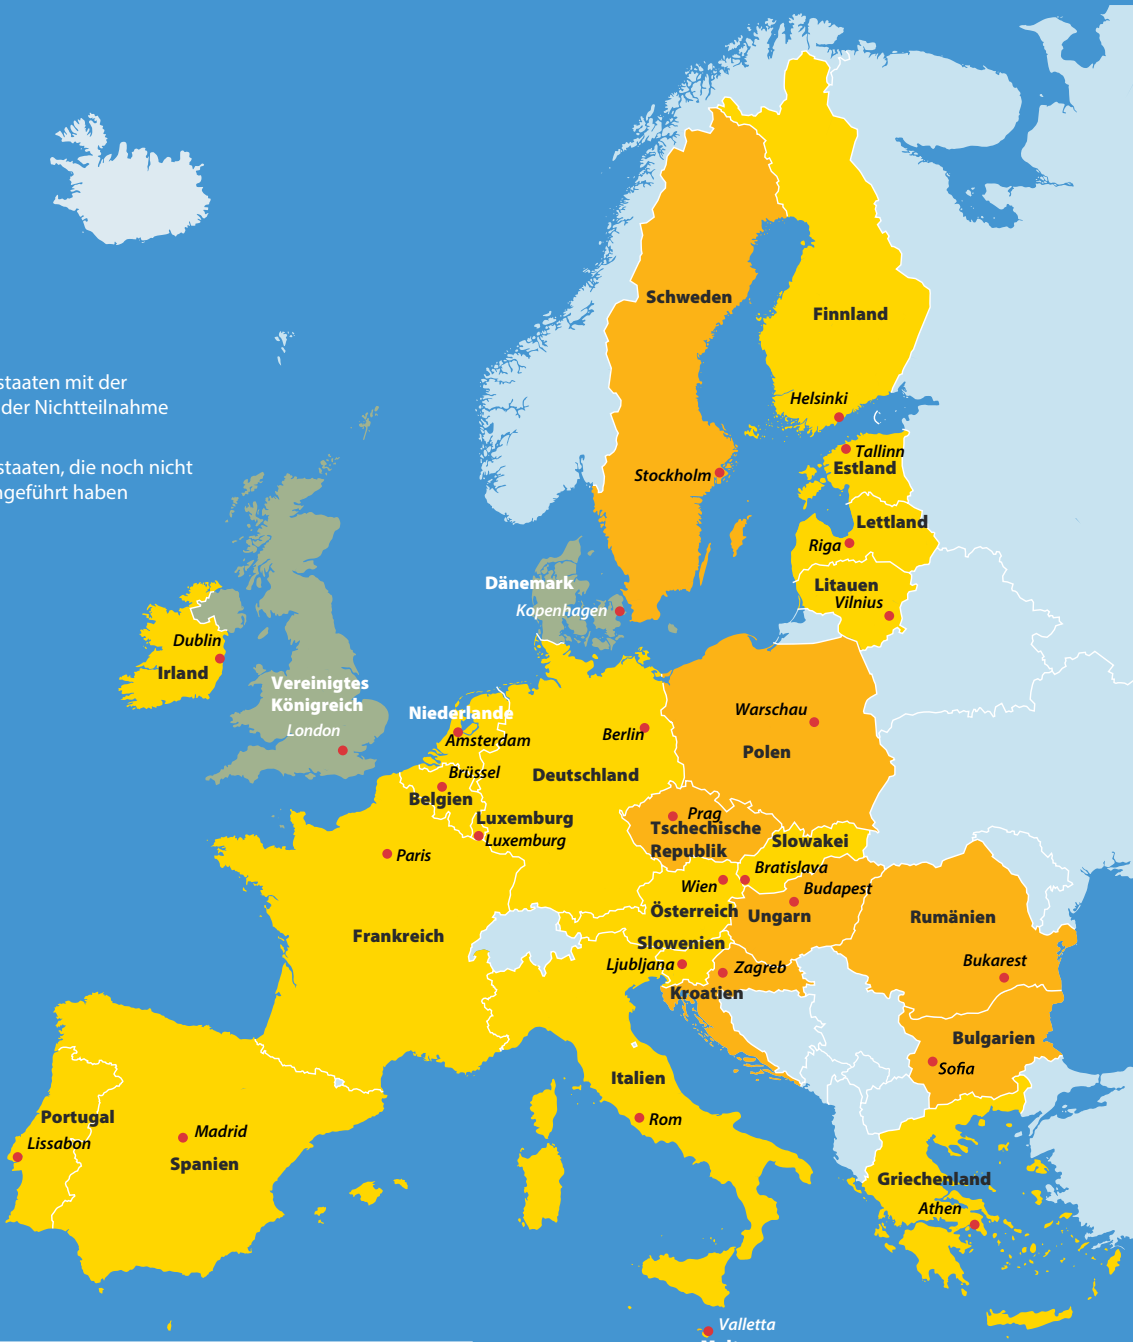 staaten mit der
der Nichtteilnahme
staaten, die noch nicht
geführt haben
Schweden
Finnland
Helsinki
Tallinn
Estland
Stockholm
Lettland
Riga
Litauen
Vilnius
Dänemark
Kopenhagen
Dublin
Irland
Vereinigtes
Königreich
London
Niederlande
Amsterdam
Berlin
Warschau
Polen
Brüssel
Belgien
Deutschland
Luxemburg
Luxemburg
Paris
Prag
Tschechische
Republik
Slowakei
Bratislava
Wien
Budapest
Österreich
Ungarn
Rumänien
Frankreich
Slowenien
Ljubljana
Zagreb
Kroatien
Bukarest
Bulgarien
Sofia
Italien
Rom
Portugal
Lissabon
Madrid
Spanien
Griechenland
Athen
Valletta